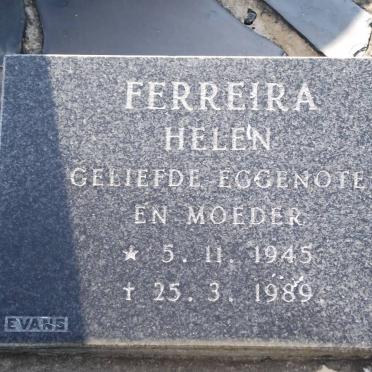 FERREIRA
HELEN
GELIEFDE EGGENOTE
EN MOEDER
* 5. 11. 1945
† 25. 3. 1989.
EVANS